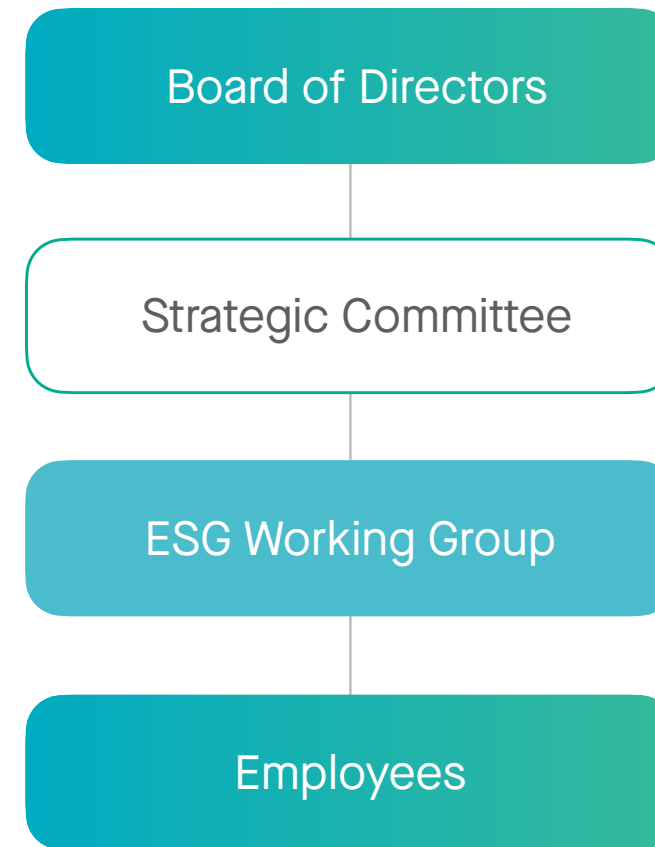 Board of Directors
Strategic Committee
ESG Working Group
Employees